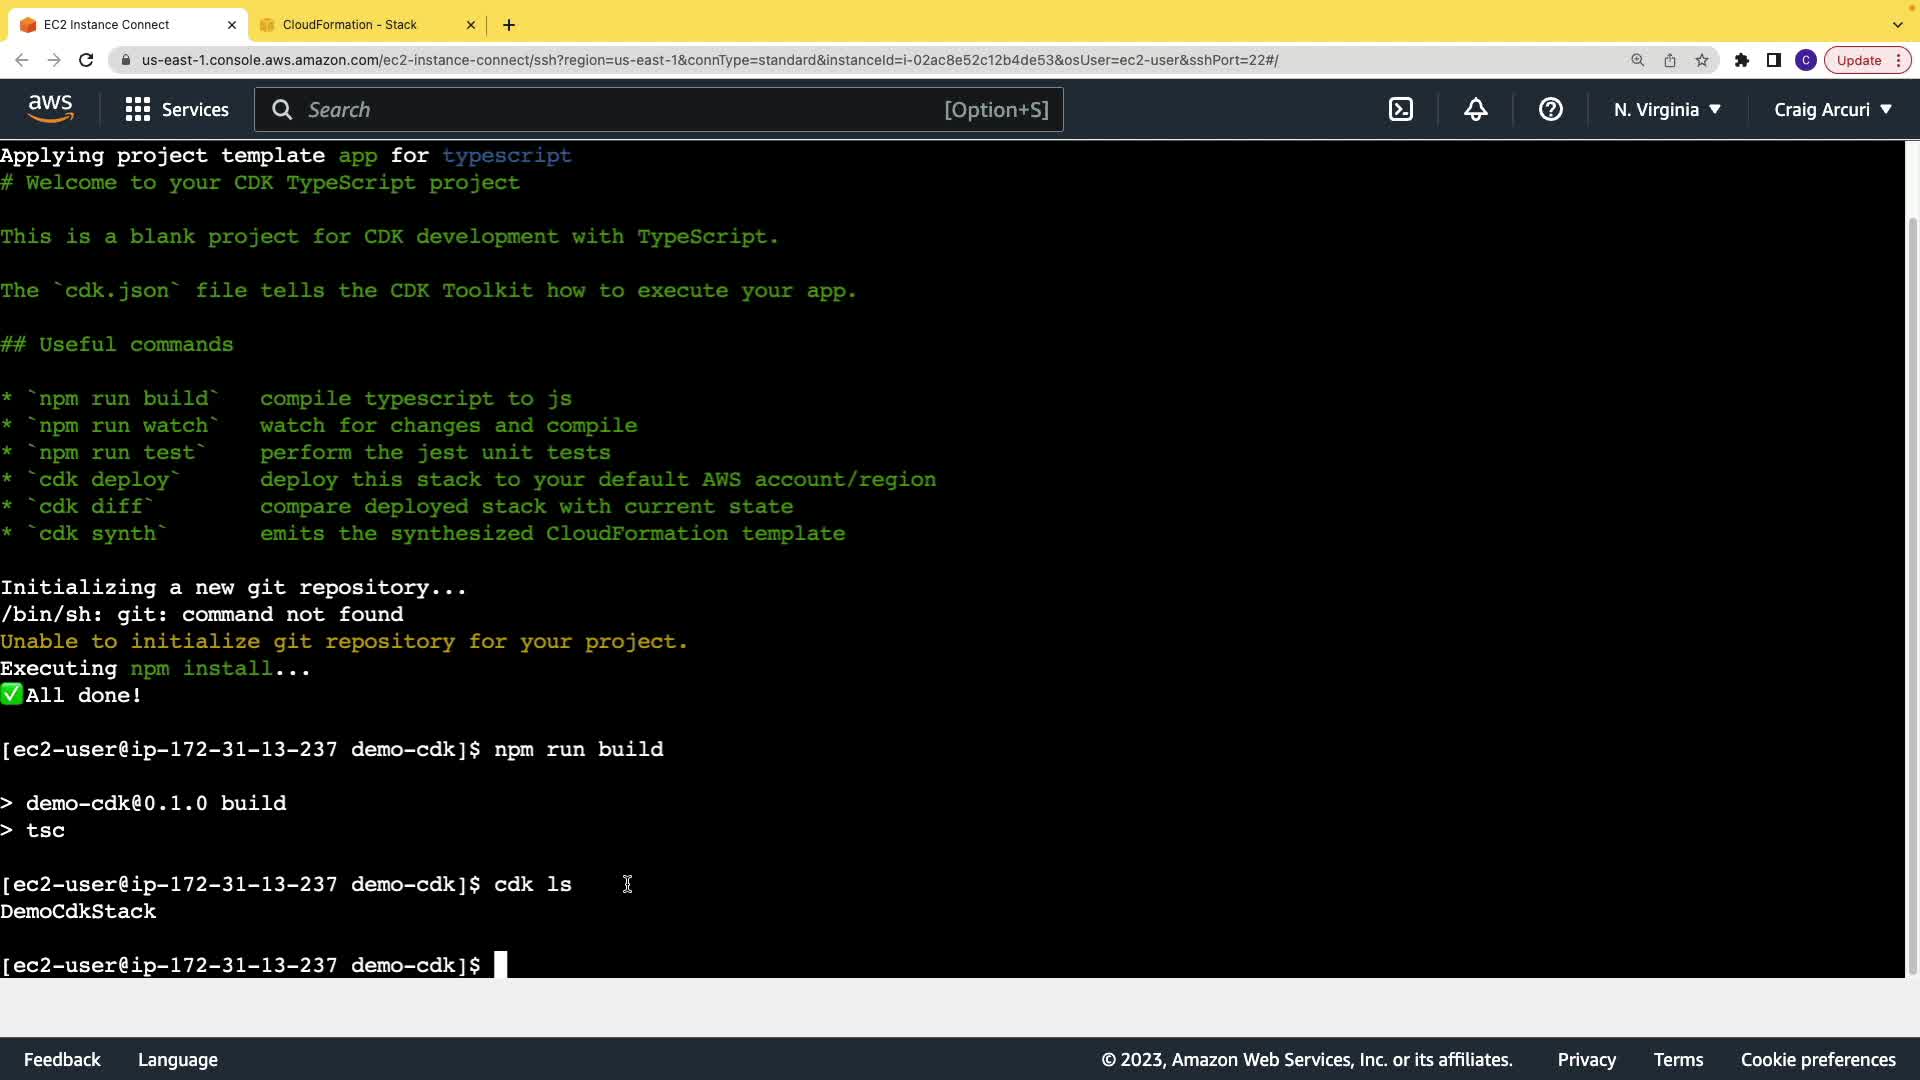 EC2 Instance Connect
CloudFormation - Stack
us-east-1.console.aws.amazon.com/ec2-instance-connect/ssh?region=us-east-1&connType=standard&instanceId=i-02ac8e52c12b4de53&osUser=ec2-user&sshPort=22#/
C
Update
aws
Services
Search
[Option+S]
N. Virginia
Craig Arcuri
Applying project template app for typescript
# Welcome to your CDK TypeScript project
This is a blank project for CDK development with TypeScript.
The `cdk.json` file tells the CDK Toolkit how to execute your app.
## Useful commands
* `npm run build`   compile typescript to js
* `npm run watch`   watch for changes and compile
* `npm run test`    perform the jest unit tests
* `cdk deploy`      deploy this stack to your default AWS account/region
* `cdk diff`        compare deployed stack with current state
* `cdk synth`       emits the synthesized CloudFormation template
Initializing a new git repository...
/bin/sh: git: command not found
Unable to initialize git repository for your project.
Executing npm install...
✅All done!
[ec2-user@ip-172-31-13-237 demo-cdk]$ npm run build
> demo-cdk@0.1.0 build
> tsc
[ec2-user@ip-172-31-13-237 demo-cdk]$ cdk ls
DemoCdkStack
[ec2-user@ip-172-31-13-237 demo-cdk]$
Feedback
Language
© 2023, Amazon Web Services, Inc. or its affiliates.
Privacy
Terms
Cookie preferences